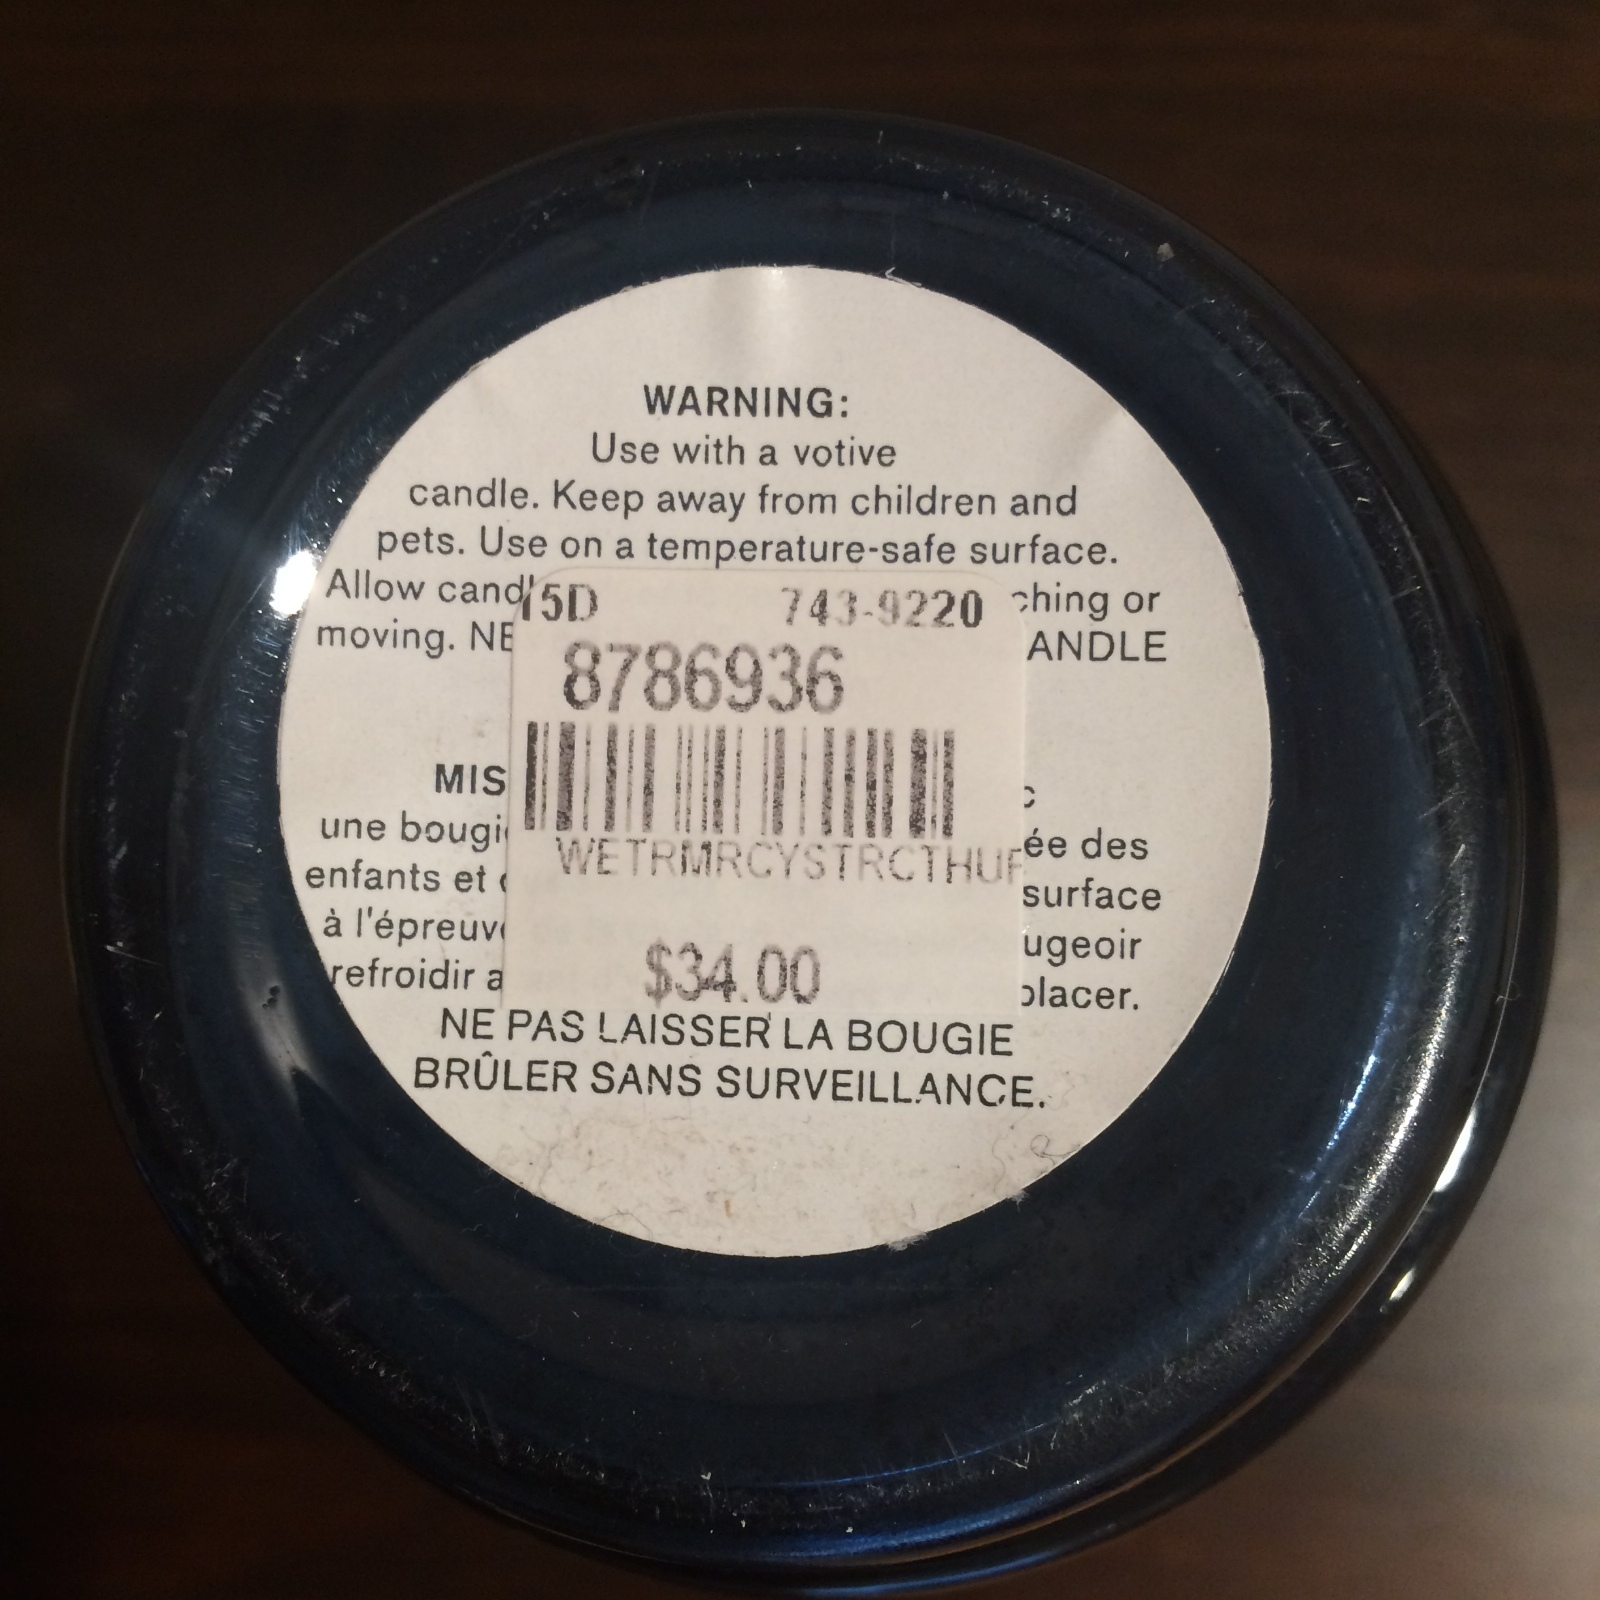 WARNING:
Use with a votive
candle. Keep away from children and
pets. Use on a temperature-safe surface.
Allow candl ching or
moving. NE ANDLE
15D 743-9220
8786936
WETRMRCYSTRCTHUR
$34.00
MIS c
une bougi ée des
enfants et surface
à l'épreuv ugeoir
refroidir a placer.
NE PAS LAISSER LA BOUGIE
BRÛLER SANS SURVEILLANCE.